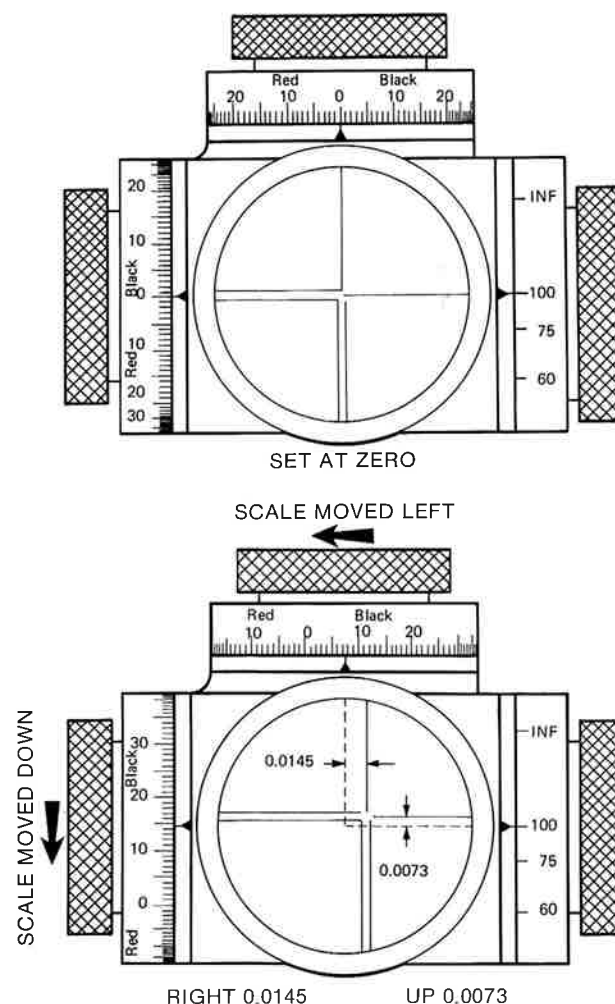 Red Black
20 10 0 10 20
20
10
Black
0
10
Red
20
30
INF
100
75
60
SET AT ZERO
SCALE MOVED LEFT
Red Black
10 0 10 20
SCALE MOVED DOWN
30
Black
20
10
0
Red
INF
100
75
60
0.0145
0.0073
RIGHT 0.0145 UP 0.0073